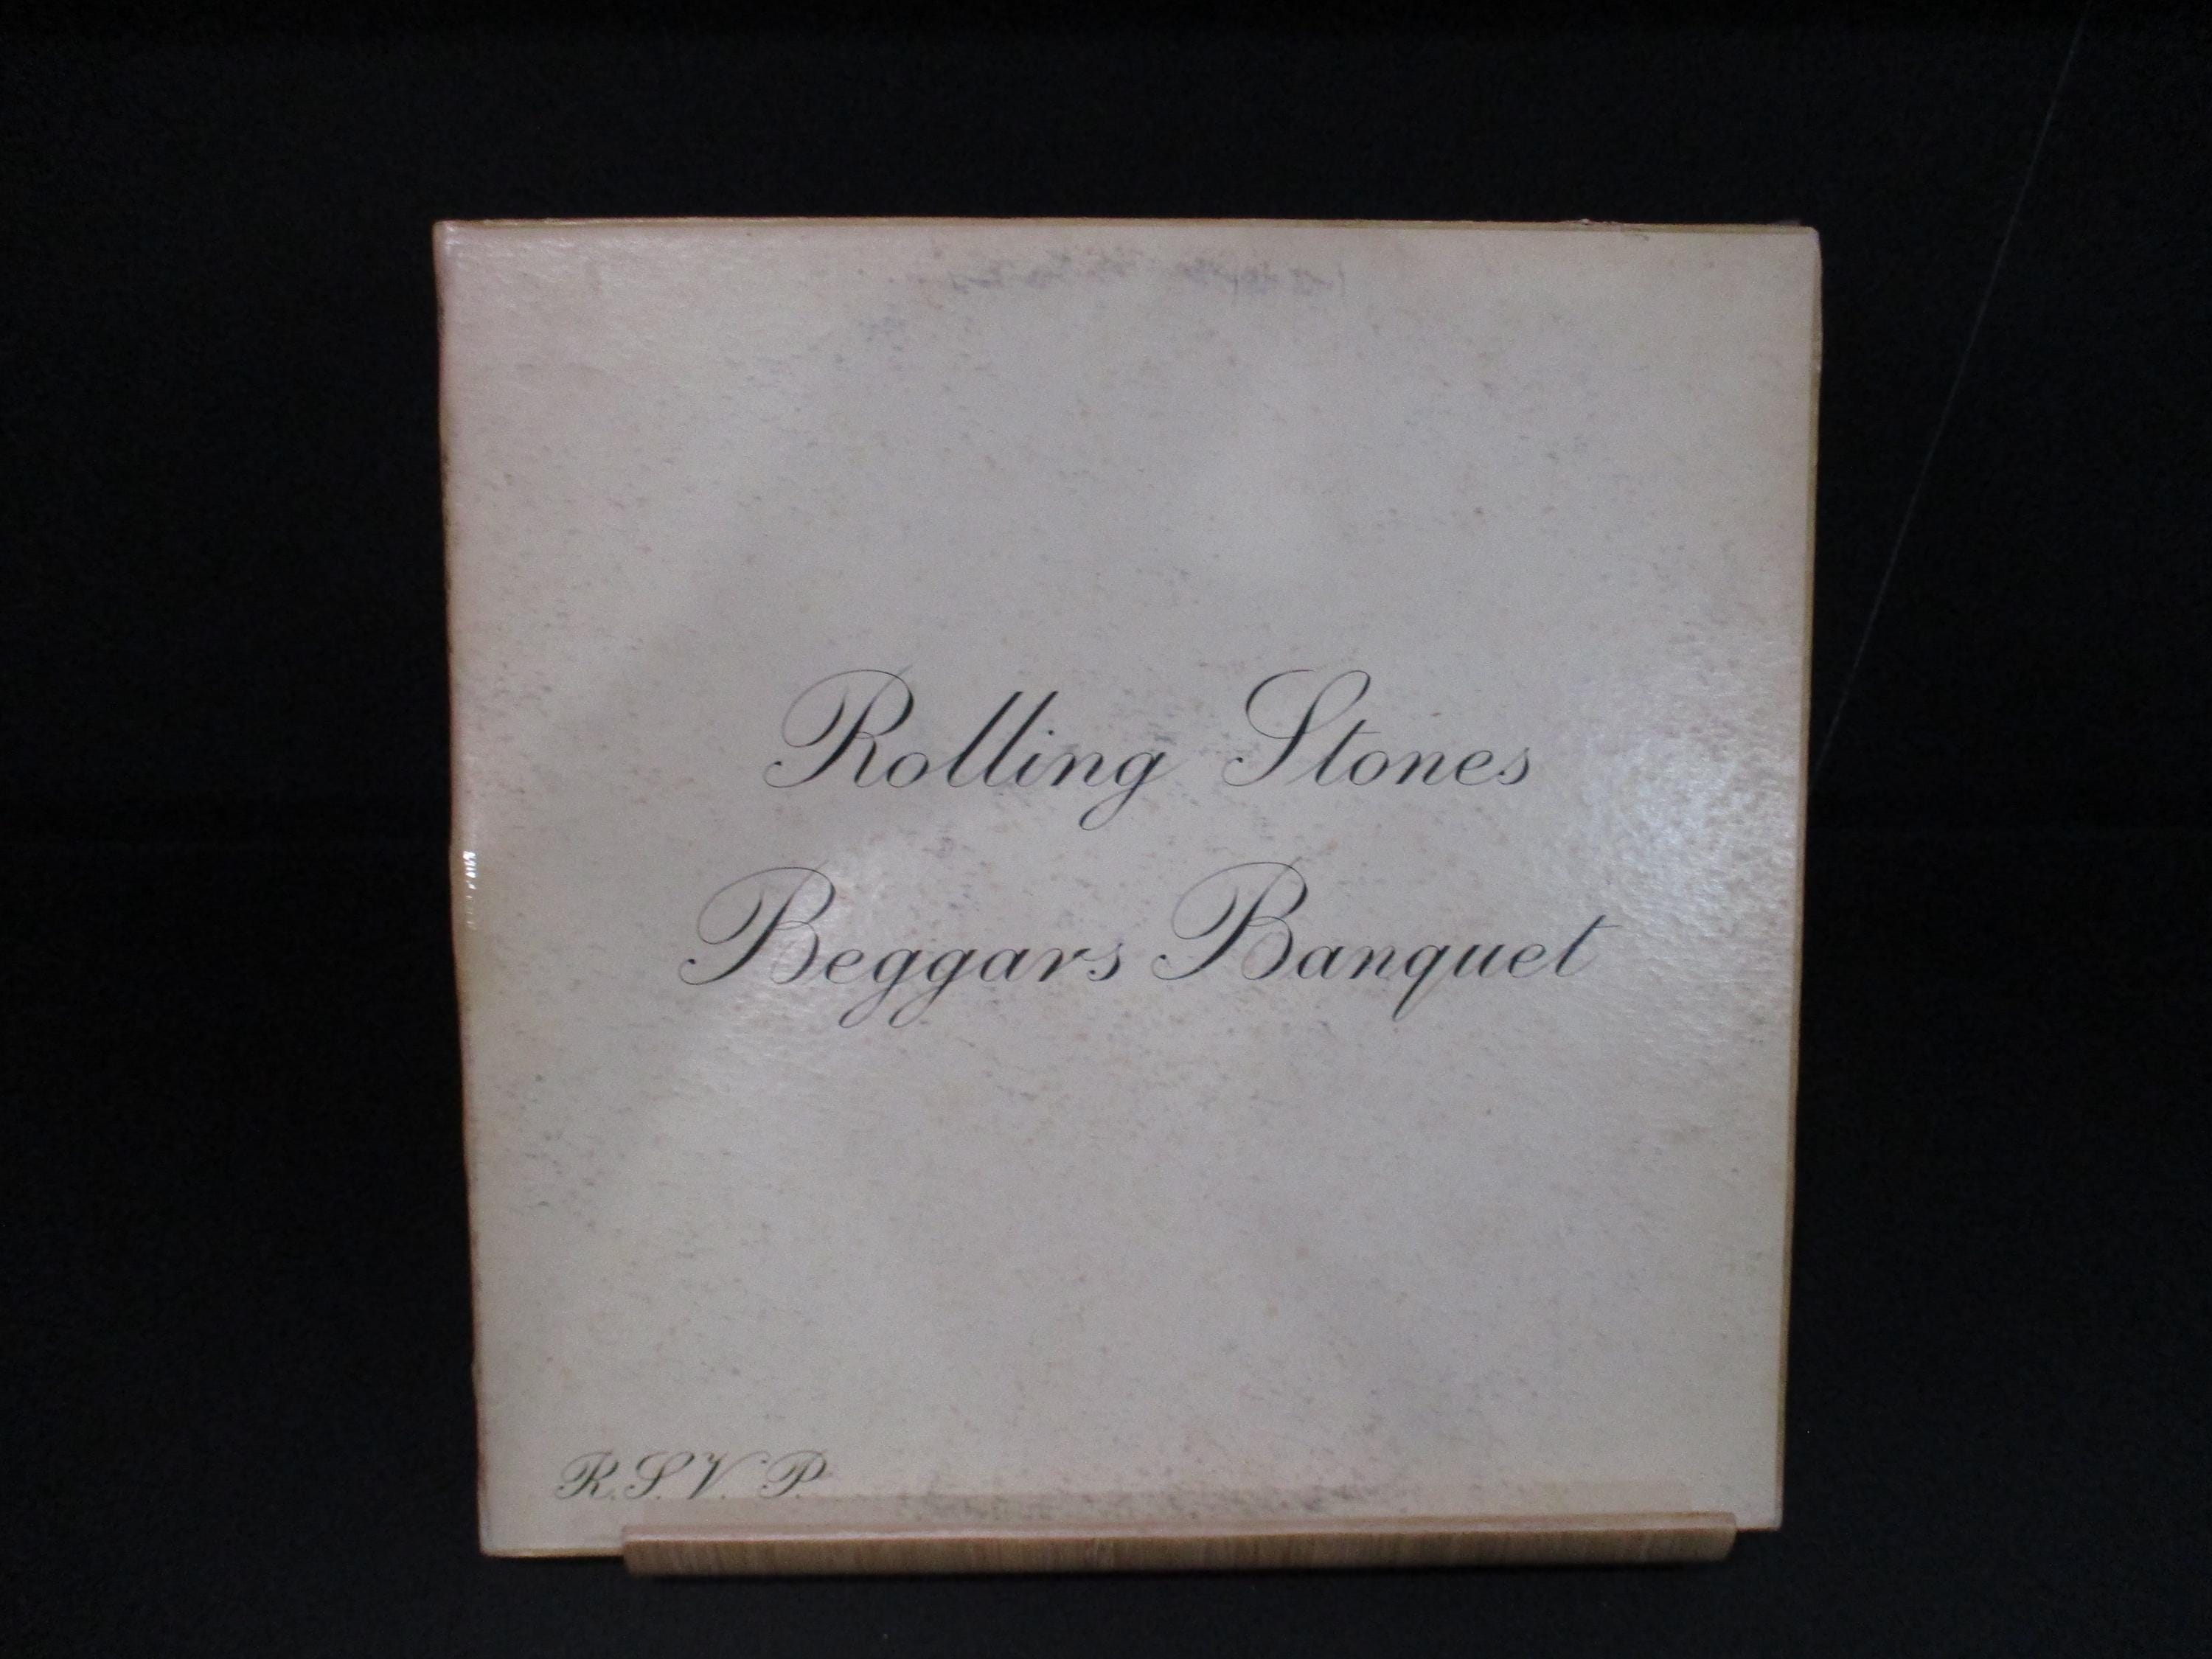 Rolling Stones
Beggars Banquet
R.S.V.P.